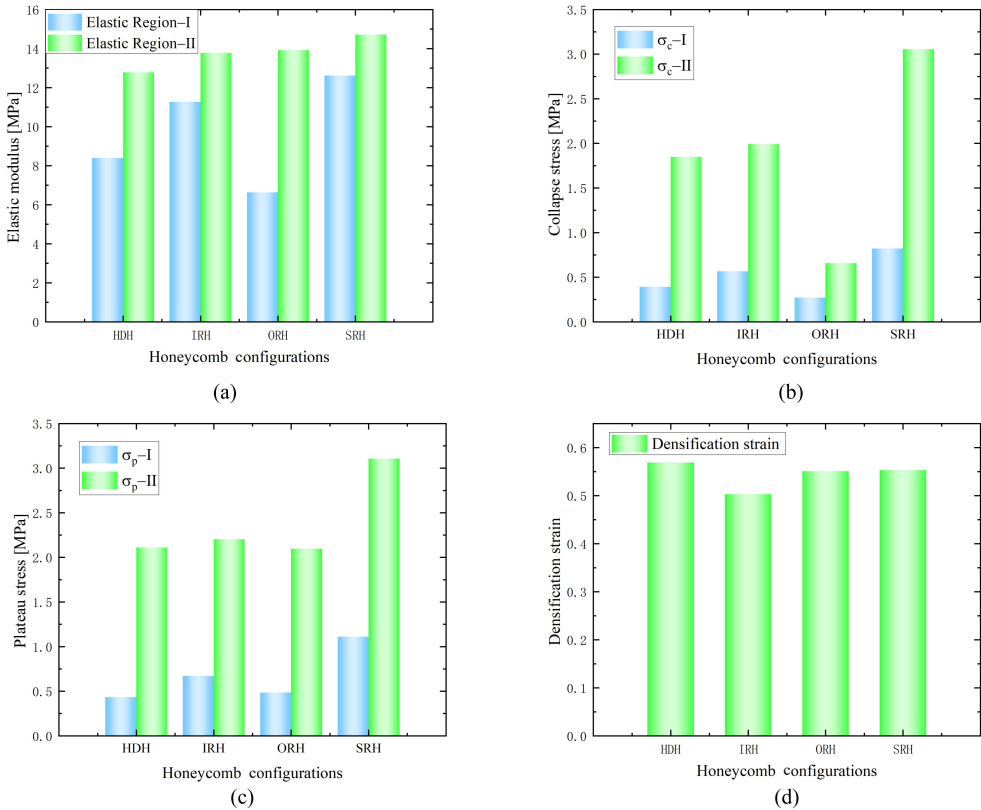 16
14
12
10
8
6
4
2
0
Elastic modulus [MPa]
Elastic Region–I
Elastic Region–II
HDH IRH ORH SRH
Honeycomb configurations
(a)
3.5
3.0
2.5
2.0
1.5
1.0
0.5
0.0
Collapse stress [MPa]
σc–I
σc–II
HDH IRH ORH SRH
Honeycomb configurations
(b)
3.5
3.0
2.5
2.0
1.5
1.0
0.5
0.0
Plateau stress [MPa]
σp–I
σp–II
HDH IRH ORH SRH
Honeycomb configurations
(c)
0.6
0.5
0.4
0.3
0.2
0.1
0.0
Densification strain
Densification strain
HDH IRH ORH SRH
Honeycomb configurations
(d)